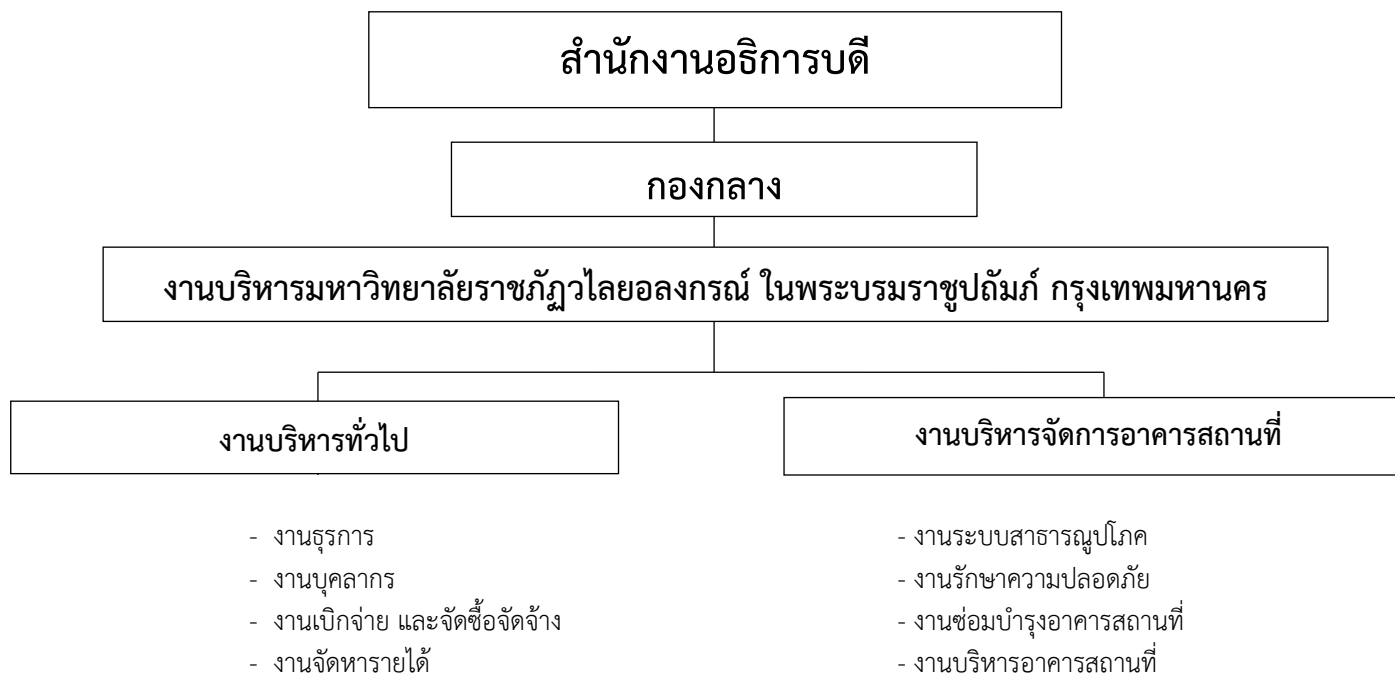 สำนักงานอธิการบดี
กองกลาง
งานบริหารมหาวิทยาลัยราชภัฏวไลยอลงกรณ์ ในพระบรมราชูปถัมภ์ กรุงเทพมหานคร
งานบริหารทั่วไป
- งานธุรการ
- งานบุคลากร
- งานเบิกจ่าย และจัดซื้อจัดจ้าง
- งานจัดหารายได้
งานบริหารจัดการอาคารสถานที่
- งานระบบสาธารณูปโภค
- งานรักษาความปลอดภัย
- งานซ่อมบำรุงอาคารสถานที่
- งานบริหารอาคารสถานที่